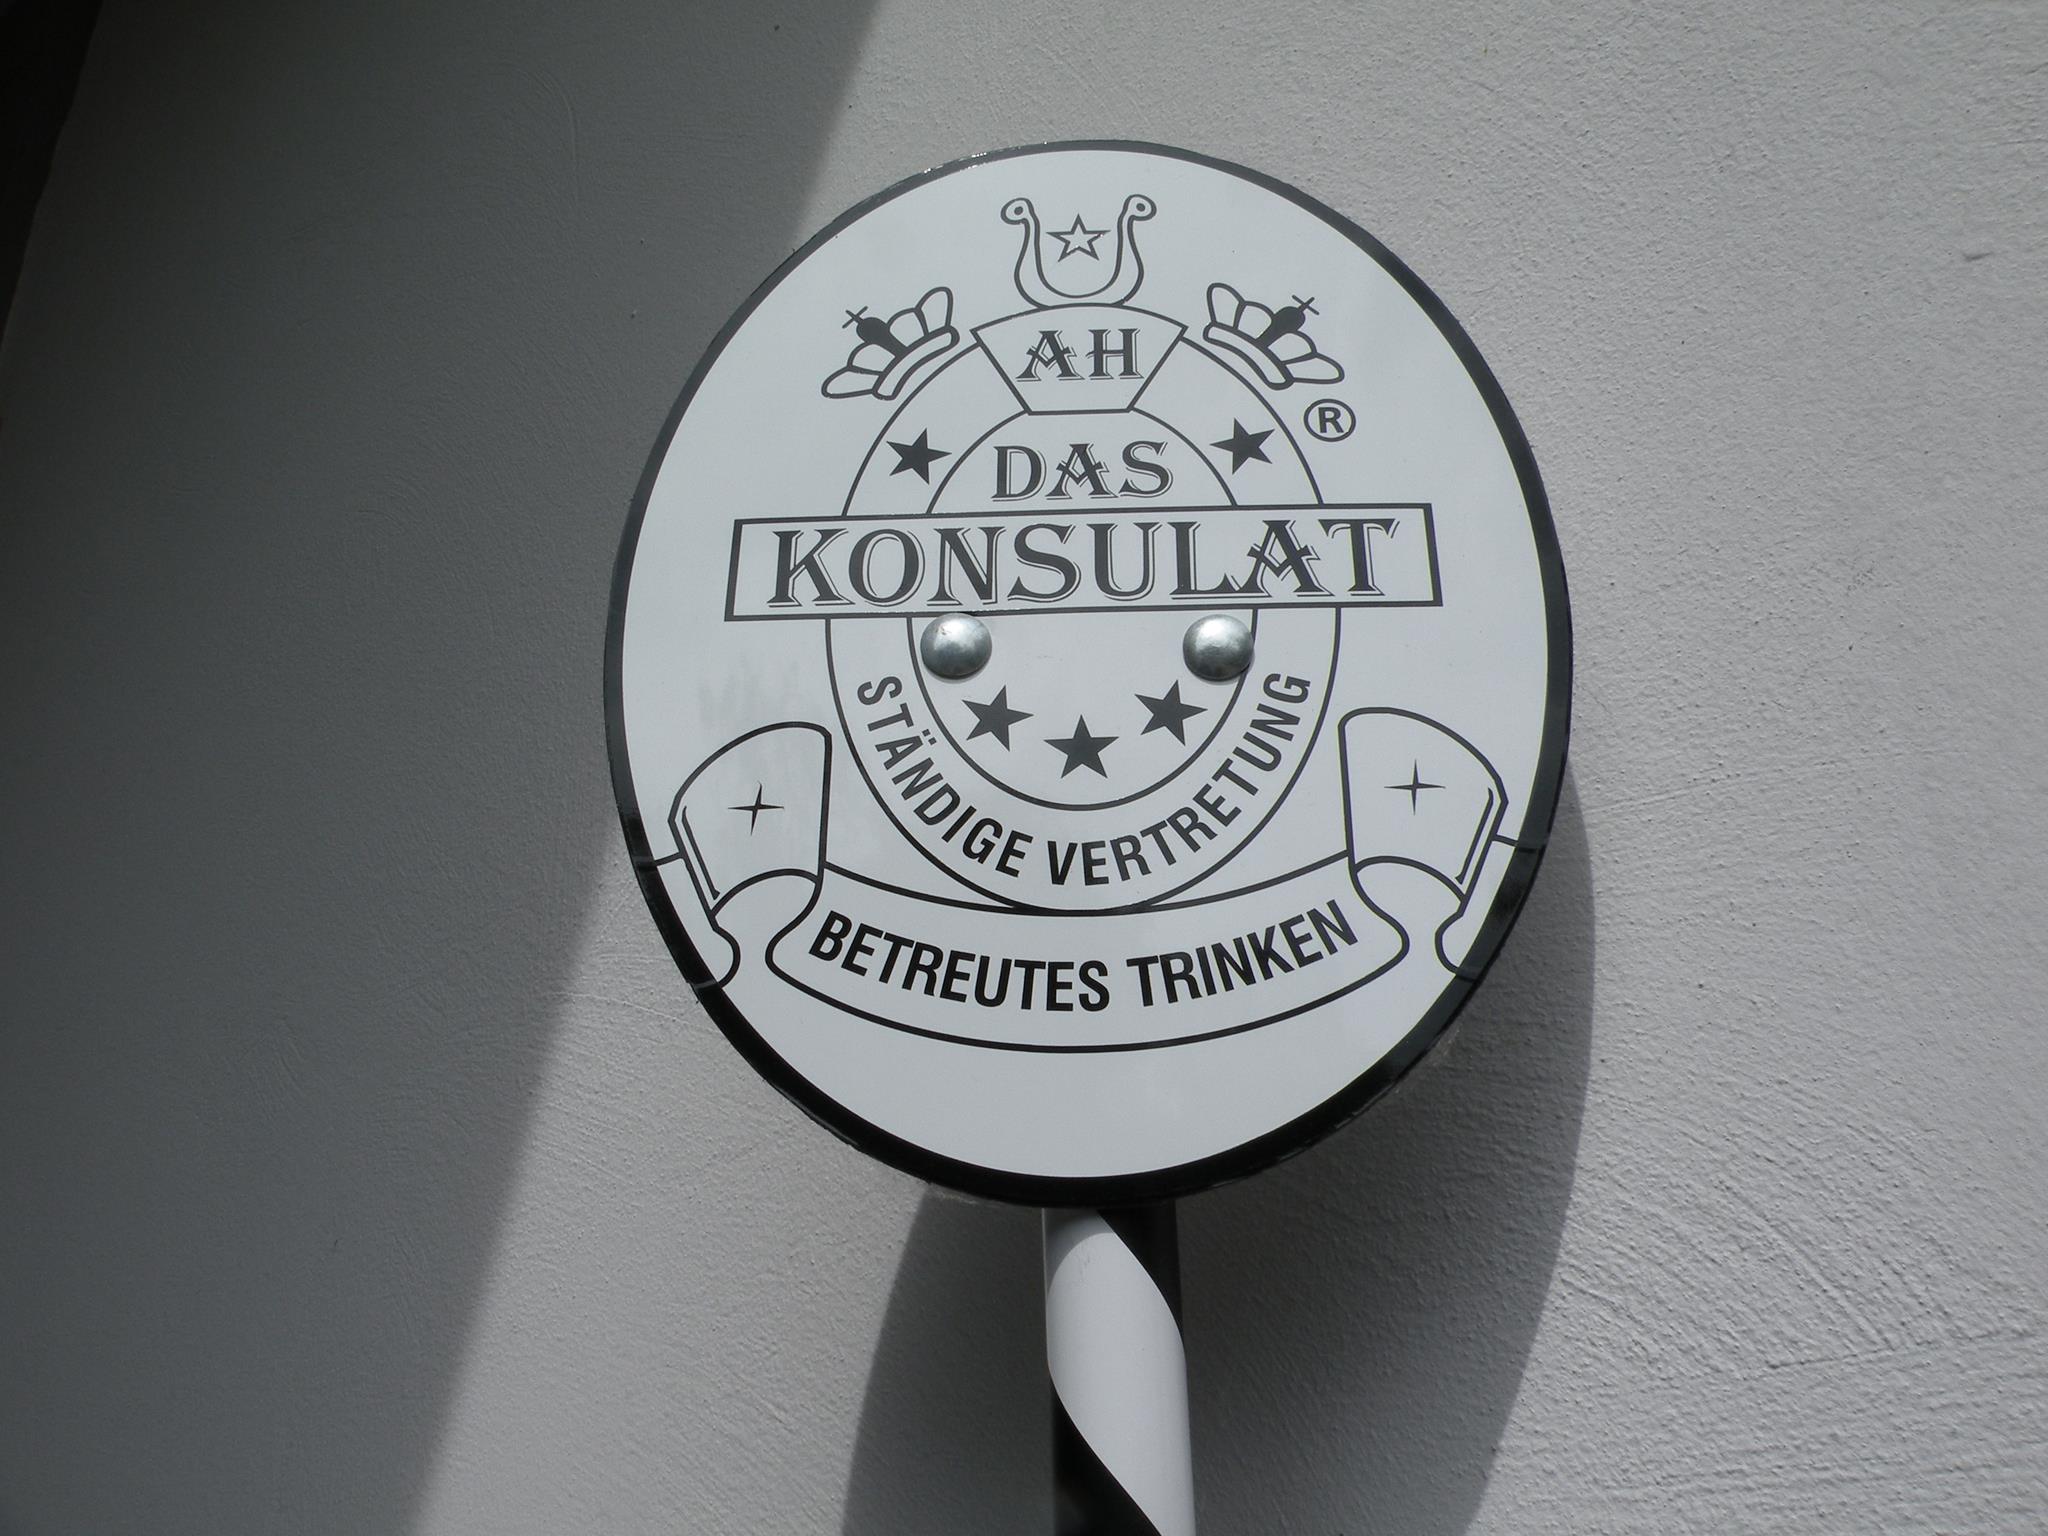 AH
®
DAS
KONSULAT
STÄNDIGE VERTRETUNG
BETREUTES TRINKEN